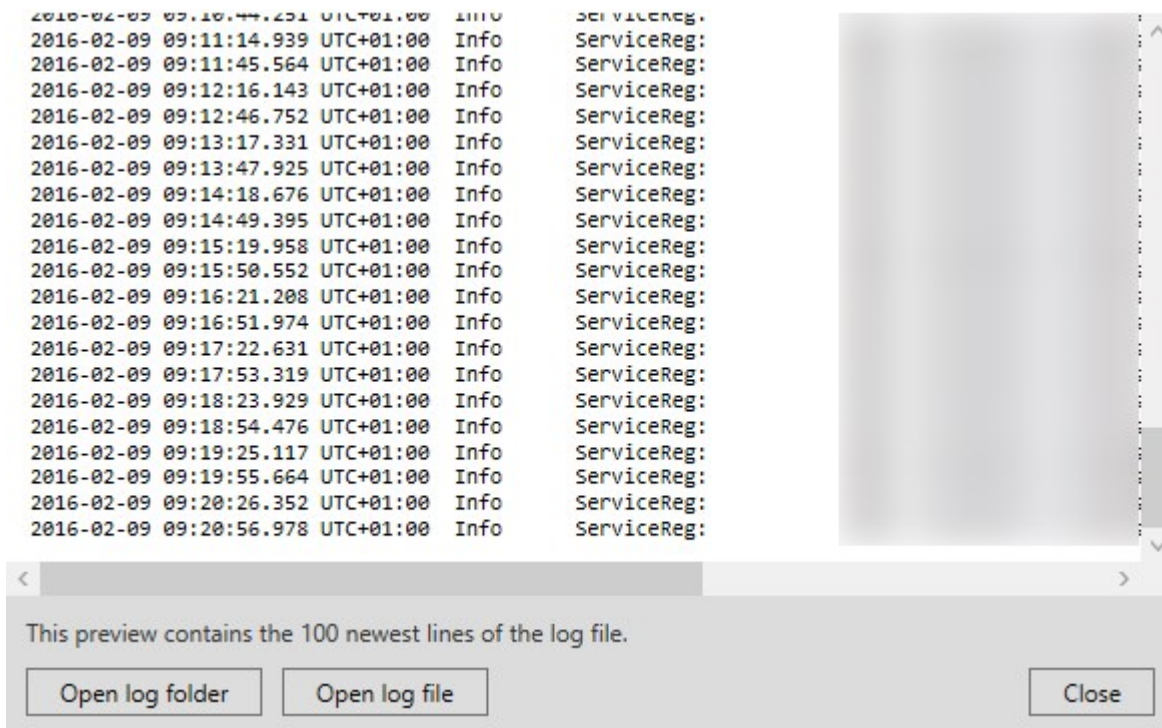 2016-02-09 09:10:44.251 UTC+01:00 Info ServiceReg:
2016-02-09 09:11:14.939 UTC+01:00 Info ServiceReg:
2016-02-09 09:11:45.564 UTC+01:00 Info ServiceReg:
2016-02-09 09:12:16.143 UTC+01:00 Info ServiceReg:
2016-02-09 09:12:46.752 UTC+01:00 Info ServiceReg:
2016-02-09 09:13:17.331 UTC+01:00 Info ServiceReg:
2016-02-09 09:13:47.925 UTC+01:00 Info ServiceReg:
2016-02-09 09:14:18.676 UTC+01:00 Info ServiceReg:
2016-02-09 09:14:49.395 UTC+01:00 Info ServiceReg:
2016-02-09 09:15:19.958 UTC+01:00 Info ServiceReg:
2016-02-09 09:15:50.552 UTC+01:00 Info ServiceReg:
2016-02-09 09:16:21.208 UTC+01:00 Info ServiceReg:
2016-02-09 09:16:51.974 UTC+01:00 Info ServiceReg:
2016-02-09 09:17:22.631 UTC+01:00 Info ServiceReg:
2016-02-09 09:17:53.319 UTC+01:00 Info ServiceReg:
2016-02-09 09:18:23.929 UTC+01:00 Info ServiceReg:
2016-02-09 09:18:54.476 UTC+01:00 Info ServiceReg:
2016-02-09 09:19:25.117 UTC+01:00 Info ServiceReg:
2016-02-09 09:19:55.664 UTC+01:00 Info ServiceReg:
2016-02-09 09:20:26.352 UTC+01:00 Info ServiceReg:
2016-02-09 09:20:56.978 UTC+01:00 Info ServiceReg:
This preview contains the 100 newest lines of the log file.
Open log folder Open log file Close